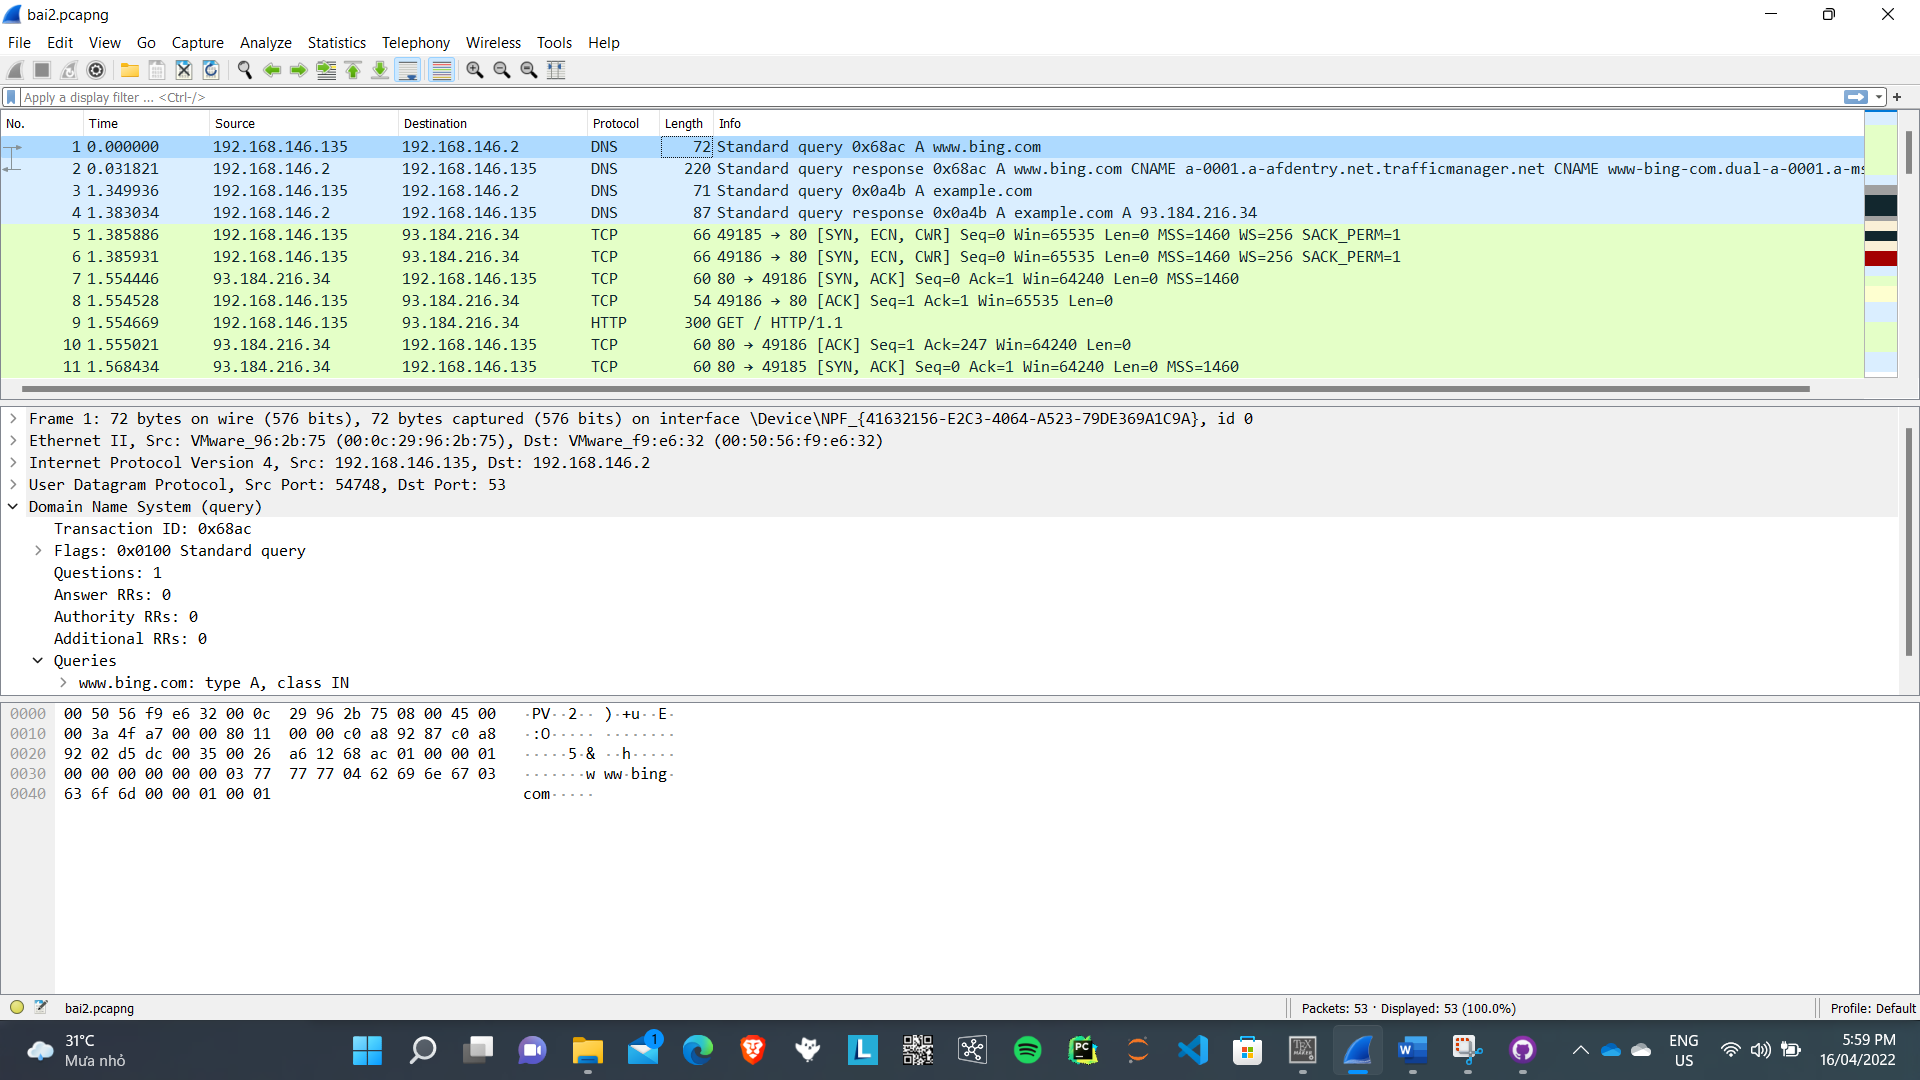 bai2.pcapng
File Edit View Go Capture Analyze Statistics Telephony Wireless Tools Help
Apply a display filter ... <Ctrl-/>
No. Time Source Destination Protocol Length Info
1 0.000000 192.168.146.135 192.168.146.2 DNS 72 Standard query 0x68ac A www.bing.com
2 0.031821 192.168.146.2 192.168.146.135 DNS 220 Standard query response 0x68ac A www.bing.com CNAME a-0001.a-afdentry.net.trafficmanager.net CNAME www-bing-com.dual-a-0001.a-ms
3 1.349936 192.168.146.135 192.168.146.2 DNS 71 Standard query 0x0a4b A example.com
4 1.383034 192.168.146.2 192.168.146.135 DNS 87 Standard query response 0x0a4b A example.com A 93.184.216.34
5 1.385886 192.168.146.135 93.184.216.34 TCP 66 49185 → 80 [SYN, ECN, CWR] Seq=0 Win=65535 Len=0 MSS=1460 WS=256 SACK_PERM=1
6 1.385931 192.168.146.135 93.184.216.34 TCP 66 49186 → 80 [SYN, ECN, CWR] Seq=0 Win=65535 Len=0 MSS=1460 WS=256 SACK_PERM=1
7 1.554446 93.184.216.34 192.168.146.135 TCP 60 80 → 49186 [SYN, ACK] Seq=0 Ack=1 Win=64240 Len=0 MSS=1460
8 1.554528 192.168.146.135 93.184.216.34 TCP 54 49186 → 80 [ACK] Seq=1 Ack=1 Win=65535 Len=0
9 1.554669 192.168.146.135 93.184.216.34 HTTP 300 GET / HTTP/1.1
10 1.555021 93.184.216.34 192.168.146.135 TCP 60 80 → 49186 [ACK] Seq=1 Ack=247 Win=64240 Len=0
11 1.568434 93.184.216.34 192.168.146.135 TCP 60 80 → 49185 [SYN, ACK] Seq=0 Ack=1 Win=64240 Len=0 MSS=1460
Frame 1: 72 bytes on wire (576 bits), 72 bytes captured (576 bits) on interface \Device\NPF_{41632156-E2C3-4064-A523-79DE369A1C9A}, id 0
Ethernet II, Src: VMware_96:2b:75 (00:0c:29:96:2b:75), Dst: VMware_f9:e6:32 (00:50:56:f9:e6:32)
Internet Protocol Version 4, Src: 192.168.146.135, Dst: 192.168.146.2
User Datagram Protocol, Src Port: 54748, Dst Port: 53
Domain Name System (query)
Transaction ID: 0x68ac
Flags: 0x0100 Standard query
Questions: 1
Answer RRs: 0
Authority RRs: 0
Additional RRs: 0
Queries
www.bing.com: type A, class IN
0000 00 50 56 f9 e6 32 00 0c 29 96 2b 75 08 00 45 00 ·PV··2·· )·+u··E·
0010 00 3a 4f a7 00 00 80 11 00 00 c0 a8 92 87 c0 a8 ·:O····· ········
0020 92 02 d5 dc 00 35 00 26 a6 12 68 ac 01 00 00 01 ·····5·& ··h·····
0030 00 00 00 00 00 00 03 77 77 77 04 62 69 6e 67 03 ·······w ww·bing·
0040 63 6f 6d 00 00 01 00 01 com·····
bai2.pcapng Packets: 53 · Displayed: 53 (100.0%) Profile: Default
31°C
Mưa nhỏ
1
L
PC
TEX MAKER
W
ENG
US
5:59 PM
16/04/2022